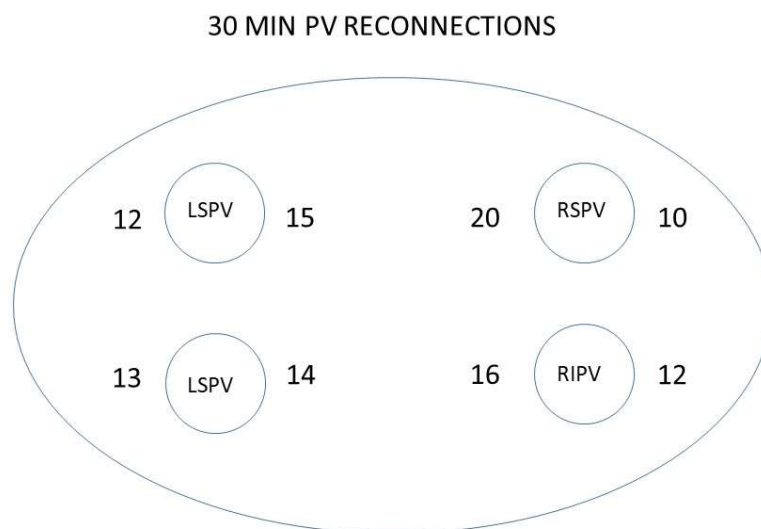 30 MIN PV RECONNECTIONS
12 LSPV 15 20 RSPV 10
13 LSPV 14 16 RIPV 12